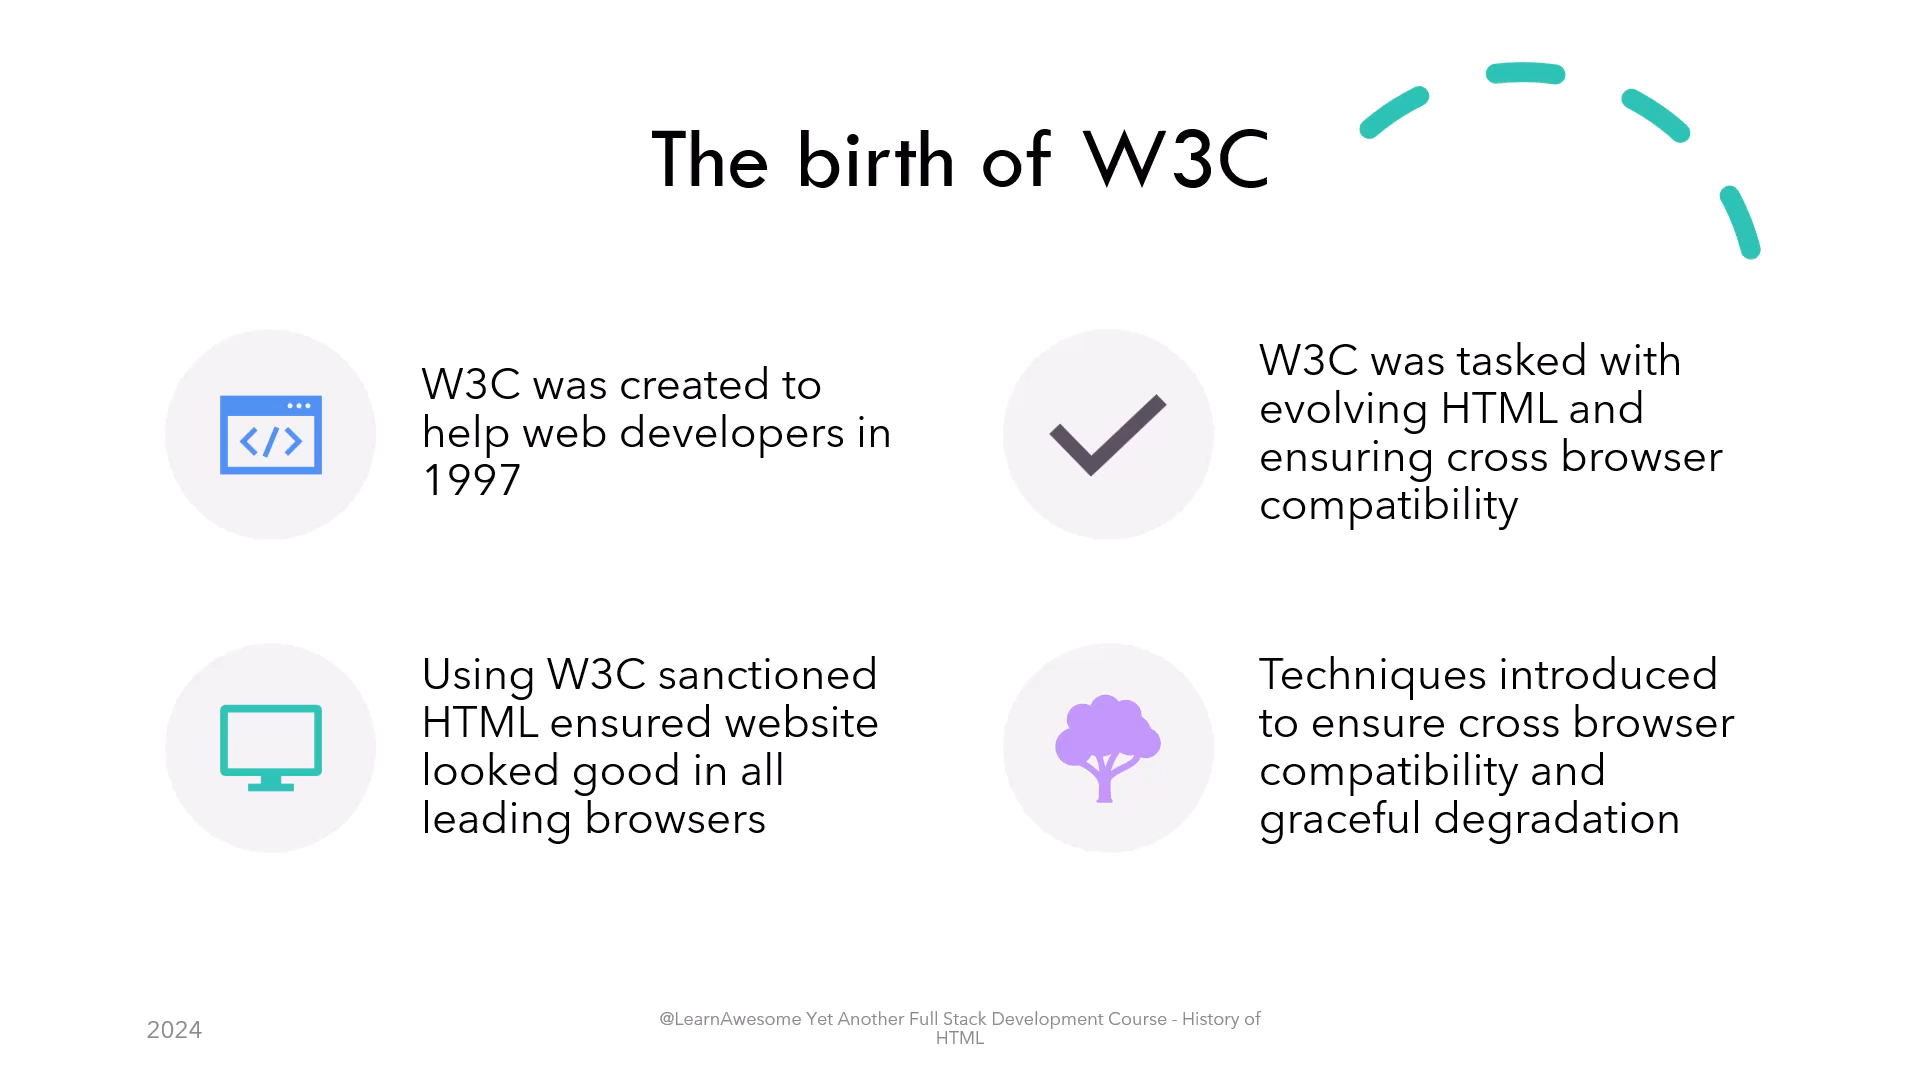 The birth of W3C
W3C was created to
help web developers in
1997
W3C was tasked with
evolving HTML and
ensuring cross browser
compatibility
Using W3C sanctioned
HTML ensured website
looked good in all
leading browsers
Techniques introduced
to ensure cross browser
compatibility and
graceful degradation
2024
@LearnAwesome Yet Another Full Stack Development Course - History of
HTML